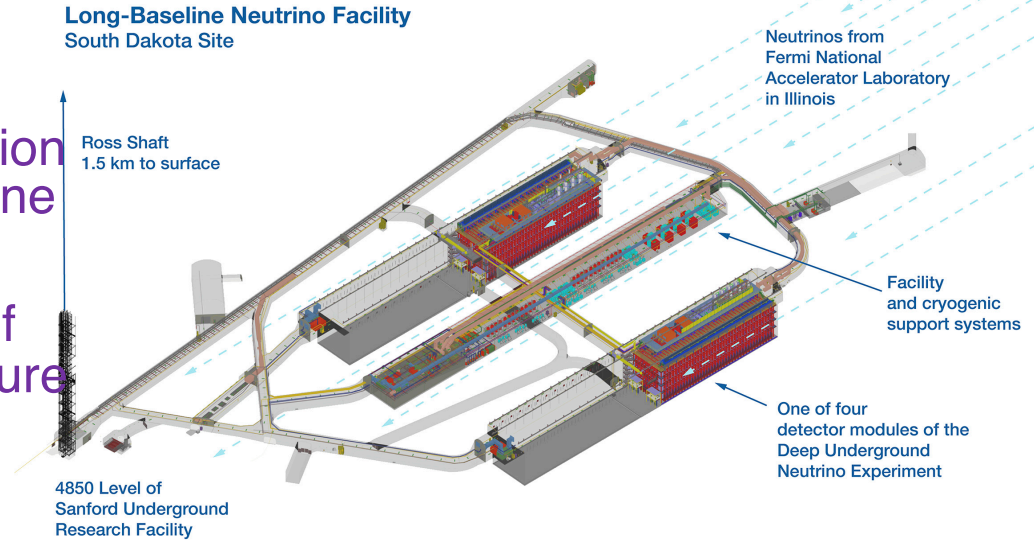 Long-Baseline Neutrino Facility
South Dakota Site
Neutrinos from
Fermi National
Accelerator Laboratory
in Illinois
ion
ne
f
ure
Ross Shaft
1.5 km to surface
Facility
and cryogenic
support systems
One of four
detector modules of the
Deep Underground
Neutrino Experiment
4850 Level of
Sanford Underground
Research Facility